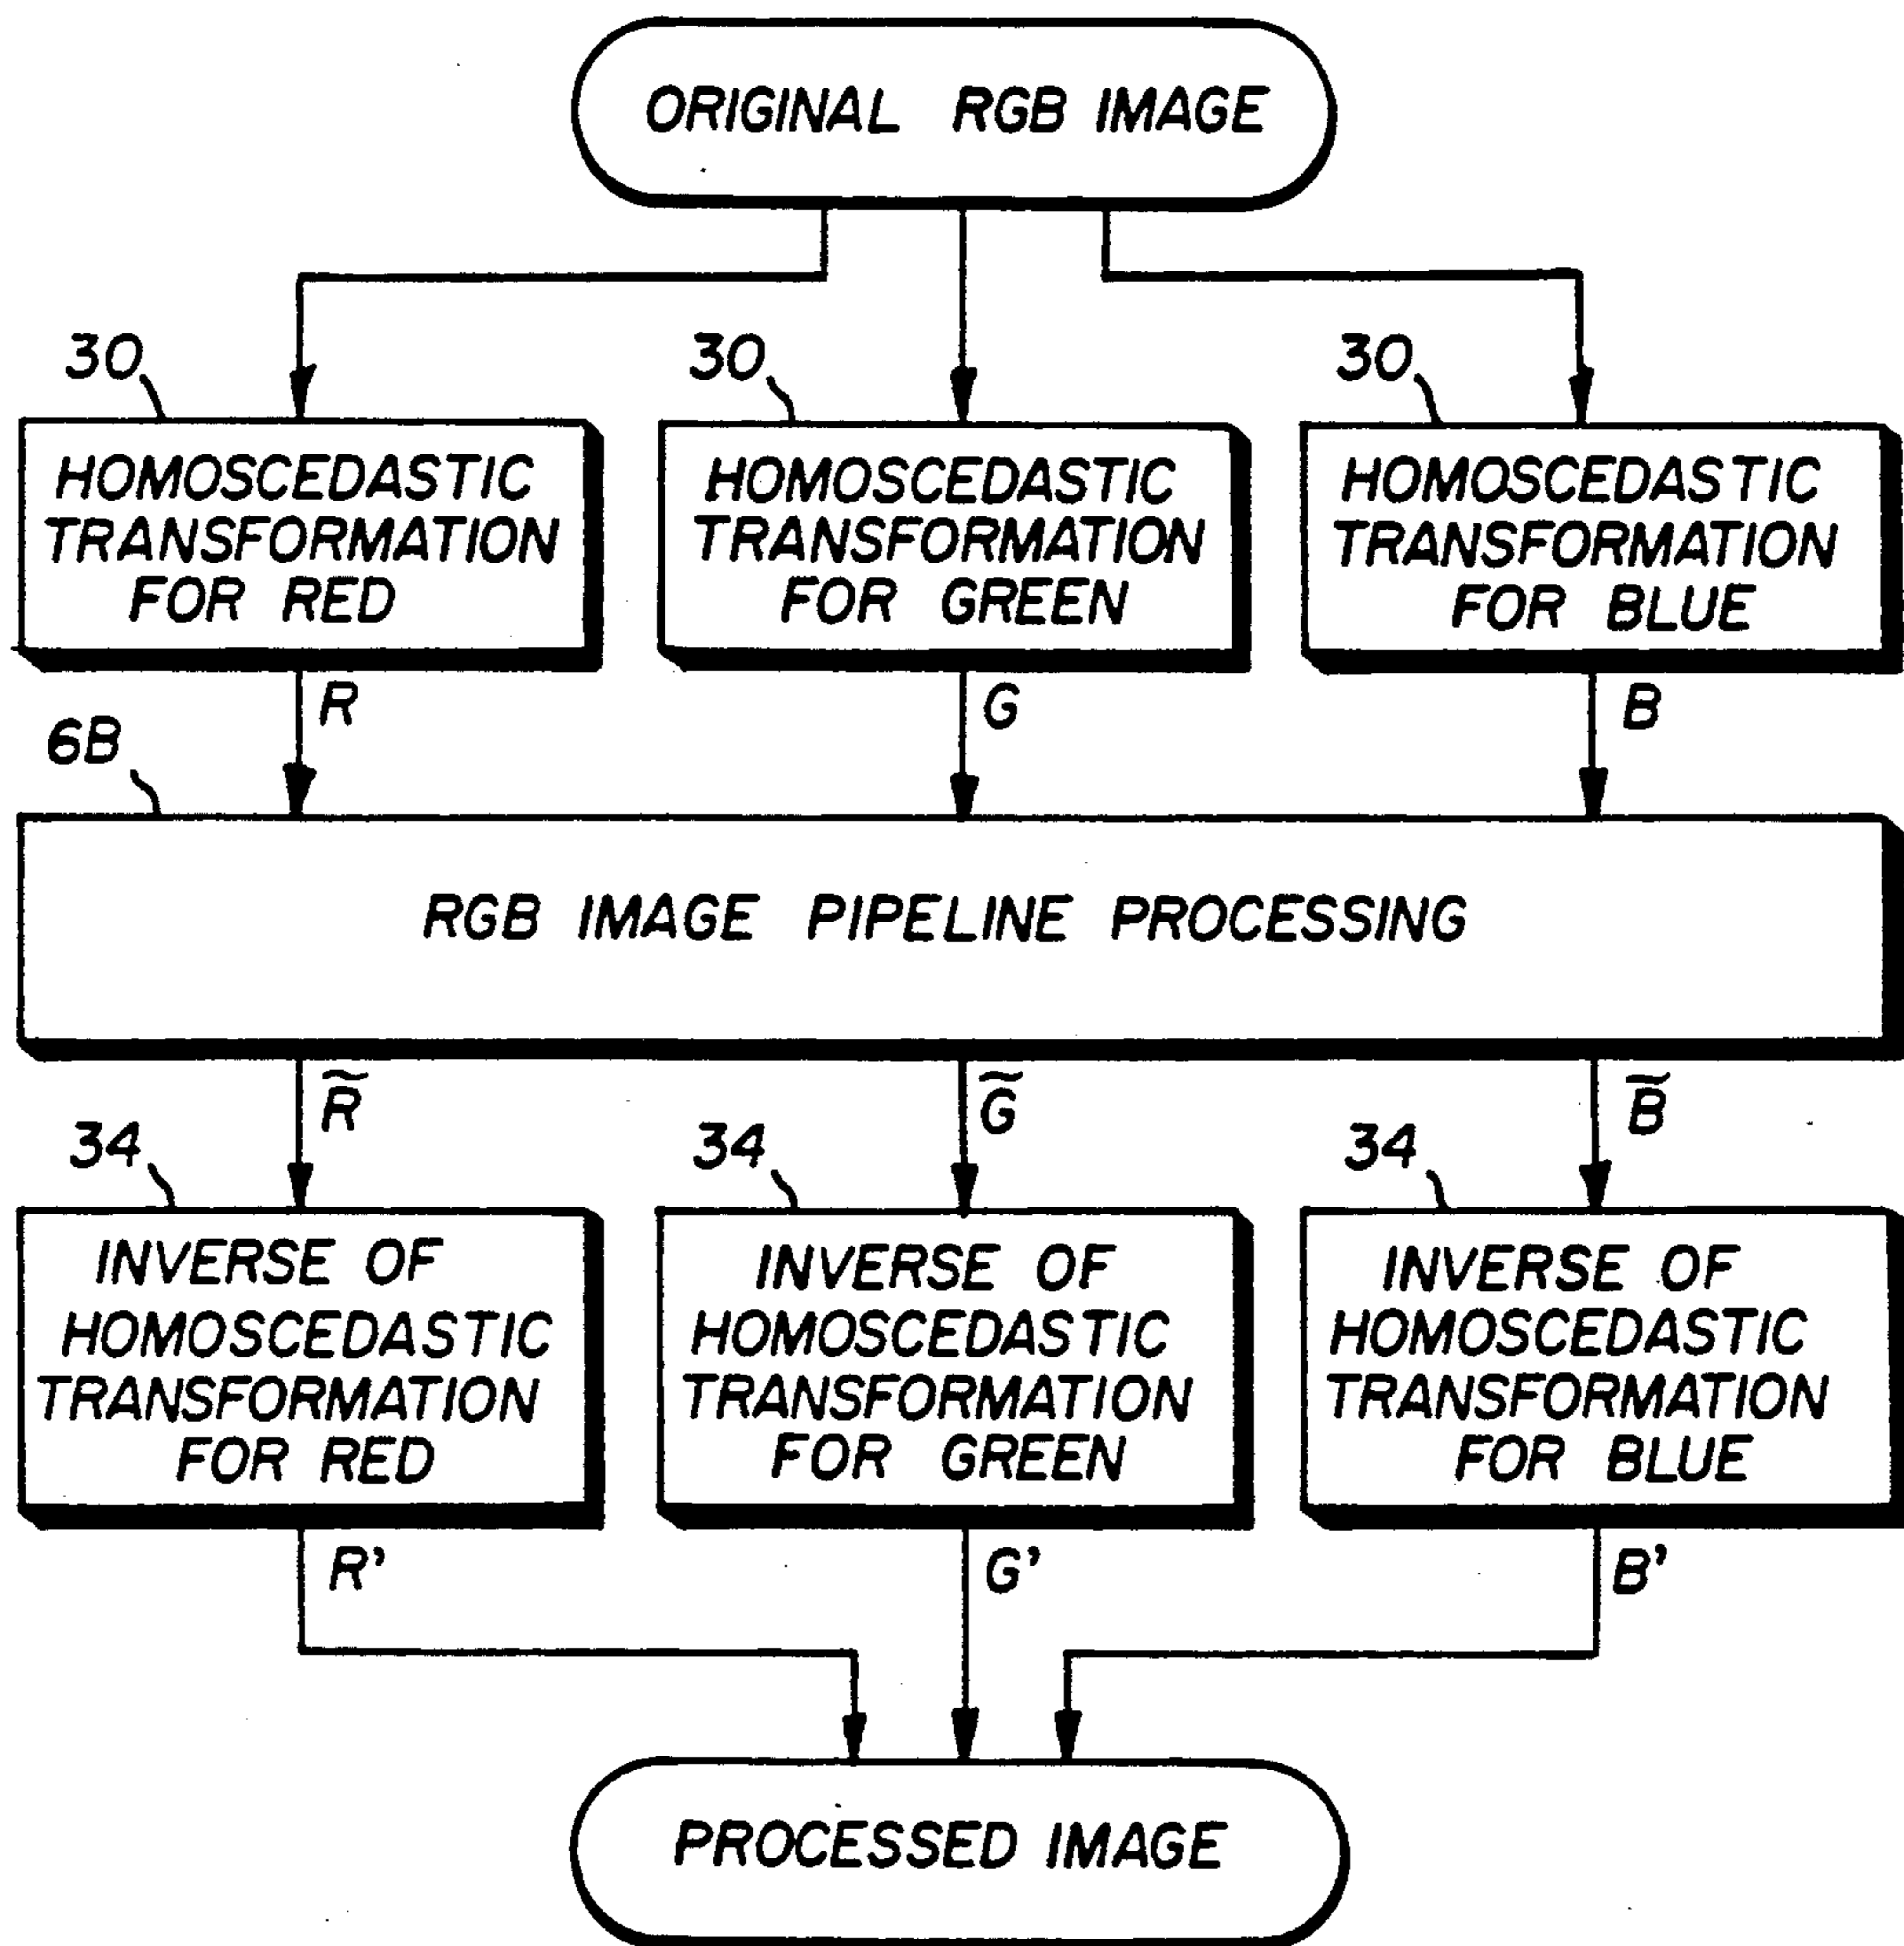 ORIGINAL RGB IMAGE
30 30 30
HOMOSCEDASTIC
TRANSFORMATION
FOR RED
HOMOSCEDASTIC
TRANSFORMATION
FOR GREEN
HOMOSCEDASTIC
TRANSFORMATION
FOR BLUE
R G B
6B
RGB IMAGE PIPELINE PROCESSING
R̃ G̃ B̃
34 34 34
INVERSE OF
HOMOSCEDASTIC
TRANSFORMATION
FOR RED
INVERSE OF
HOMOSCEDASTIC
TRANSFORMATION
FOR GREEN
INVERSE OF
HOMOSCEDASTIC
TRANSFORMATION
FOR BLUE
R' G' B'
PROCESSED IMAGE